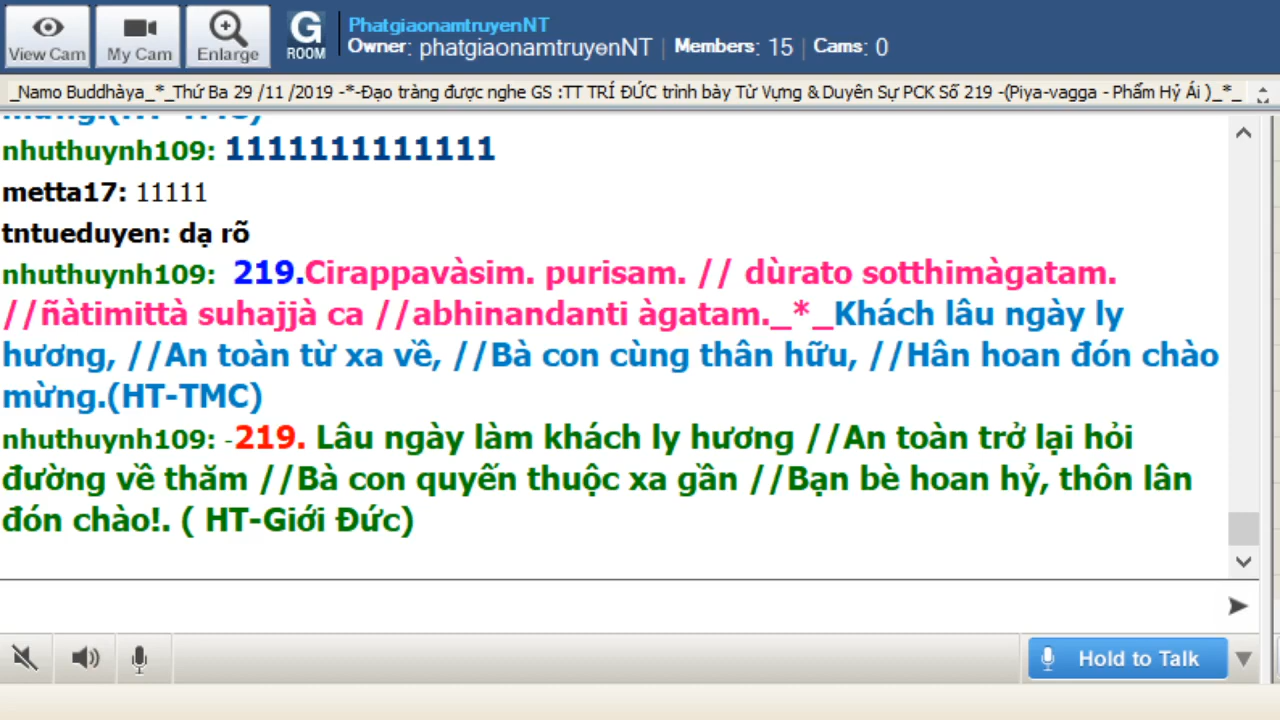 View Cam
My Cam
Enlarge
G
ROOM
PhatgiaonamtruyenNT
Owner: phatgiaonamtruyenNT | Members: 15 | Cams: 0
_Namo Buddhàya_*_Thứ Ba 29 /11 /2019 -*-Đạo tràng được nghe GS :TT TRÍ ĐỨC trình bày Từ Vựng & Duyên Sự PCK Số 219 -(Piya-vagga - Phẩm Hỷ Ái )_*_
mừng.(HT-TMC)
nhuthuynh109: 1111111111111
metta17: 11111
tntueduyen: dạ rõ
nhuthuynh109: 219.Cirappavàsim. purisam. // dùrato sotthimàgatam.
//ñàtimittà suhajjà ca //abhinandanti àgatam._*_Khách lâu ngày ly
hương, //An toàn từ xa về, //Bà con cùng thân hữu, //Hân hoan đón chào
mừng.(HT-TMC)
nhuthuynh109: -219. Lâu ngày làm khách ly hương //An toàn trở lại hỏi
đường về thăm //Bà con quyến thuộc xa gần //Bạn bè hoan hỷ, thôn lân
đón chào!. ( HT-Giới Đức)
Hold to Talk